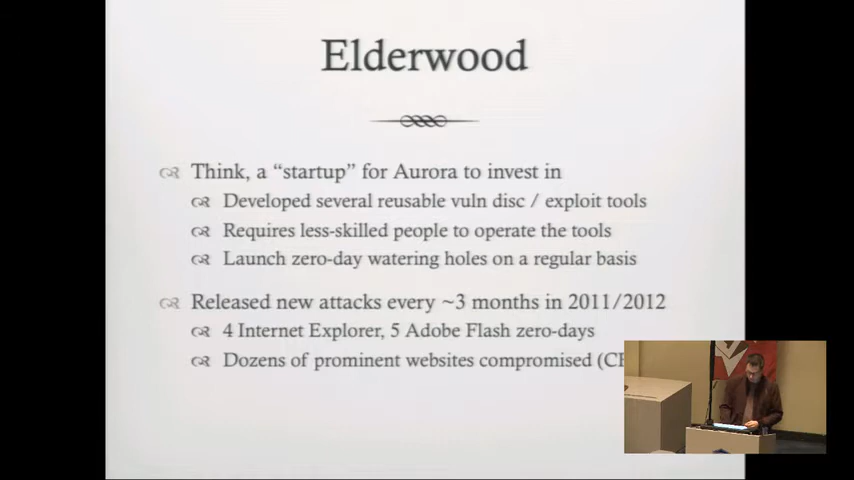 Elderwood
Think, a “startup” for Aurora to invest in
Developed several reusable vuln disc / exploit tools
Requires less-skilled people to operate the tools
Launch zero-day watering holes on a regular basis
Released new attacks every ~3 months in 2011/2012
4 Internet Explorer, 5 Adobe Flash zero-days
Dozens of prominent websites compromised